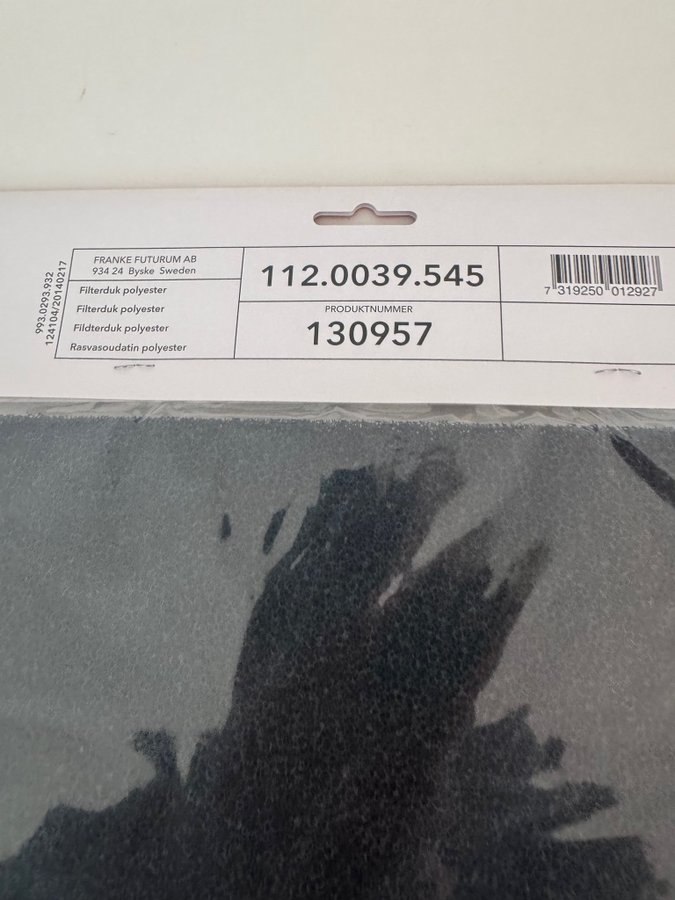 993.0293.932
124104/20140217
FRANKE FUTURUM AB
934 24 Byske Sweden
Filterduk polyester
Filterduk polyester
Fildterduk polyester
Rasvasoudatin polyester
112.0039.545
PRODUKTNUMMER
130957
7 319250 012927